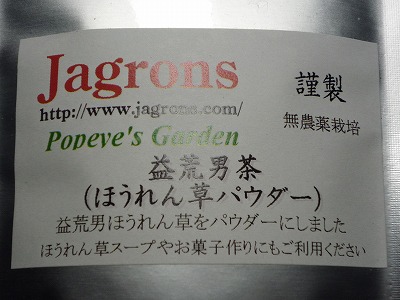 Jagrons
http://www.jagrons.com/
謹製
Popeye's Garden
無農薬栽培
益荒男茶
(ほうれん草パウダー)
益荒男ほうれん草をパウダーにしました
ほうれん草スープやお菓子作りにもご利用ください